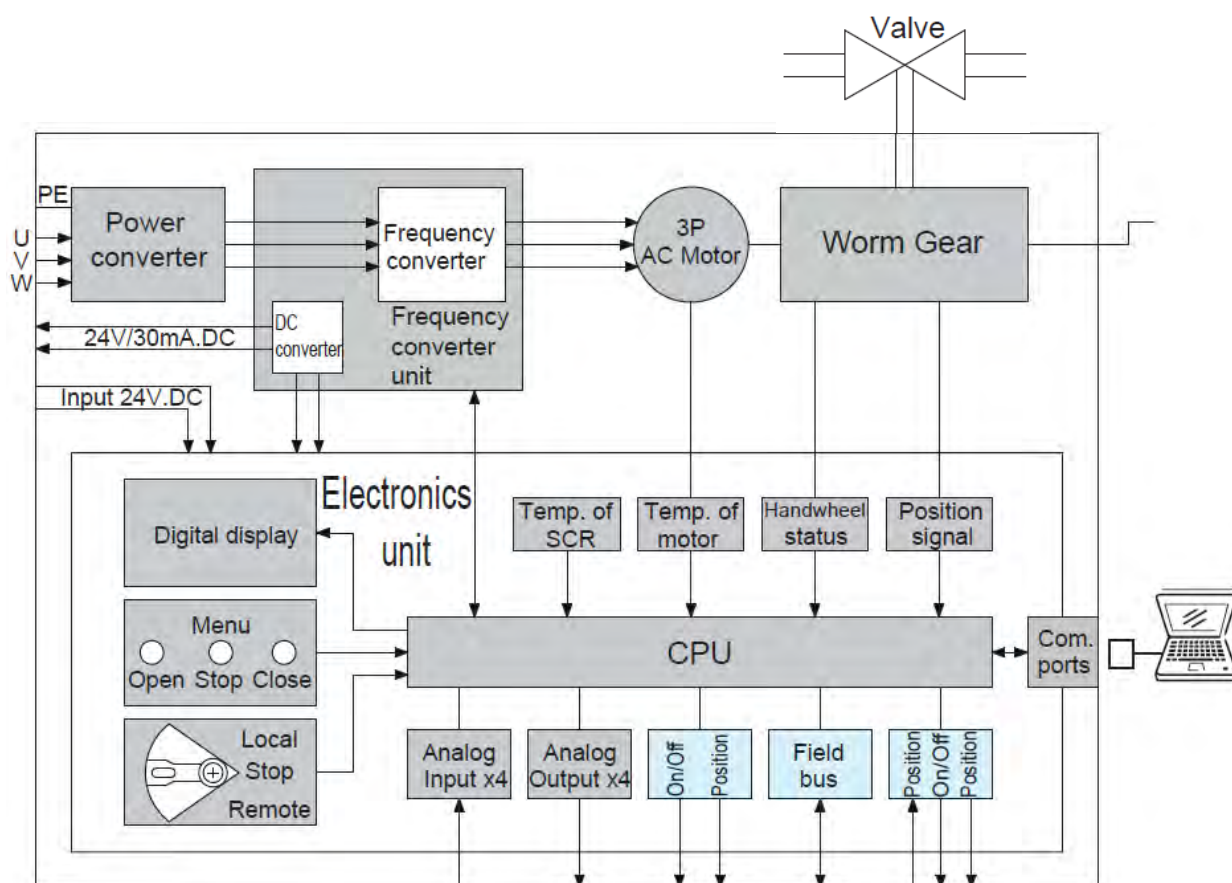 Valve
PE
U
V
W
Power
converter
Frequency
converter
Frequency
converter
unit
DC
converter
3P
AC Motor
Worm Gear
24V/30mA.DC
Input 24V.DC
Electronics
unit
Digital display
Menu
Open Stop Close
Local
Stop
Remote
Temp. of
SCR
Temp. of
motor
Handwheel
status
Position
signal
CPU
Com.
ports
Analog
Input x4
Analog
Output x4
On/Off
Position
Field
bus
Position
On/Off
Position